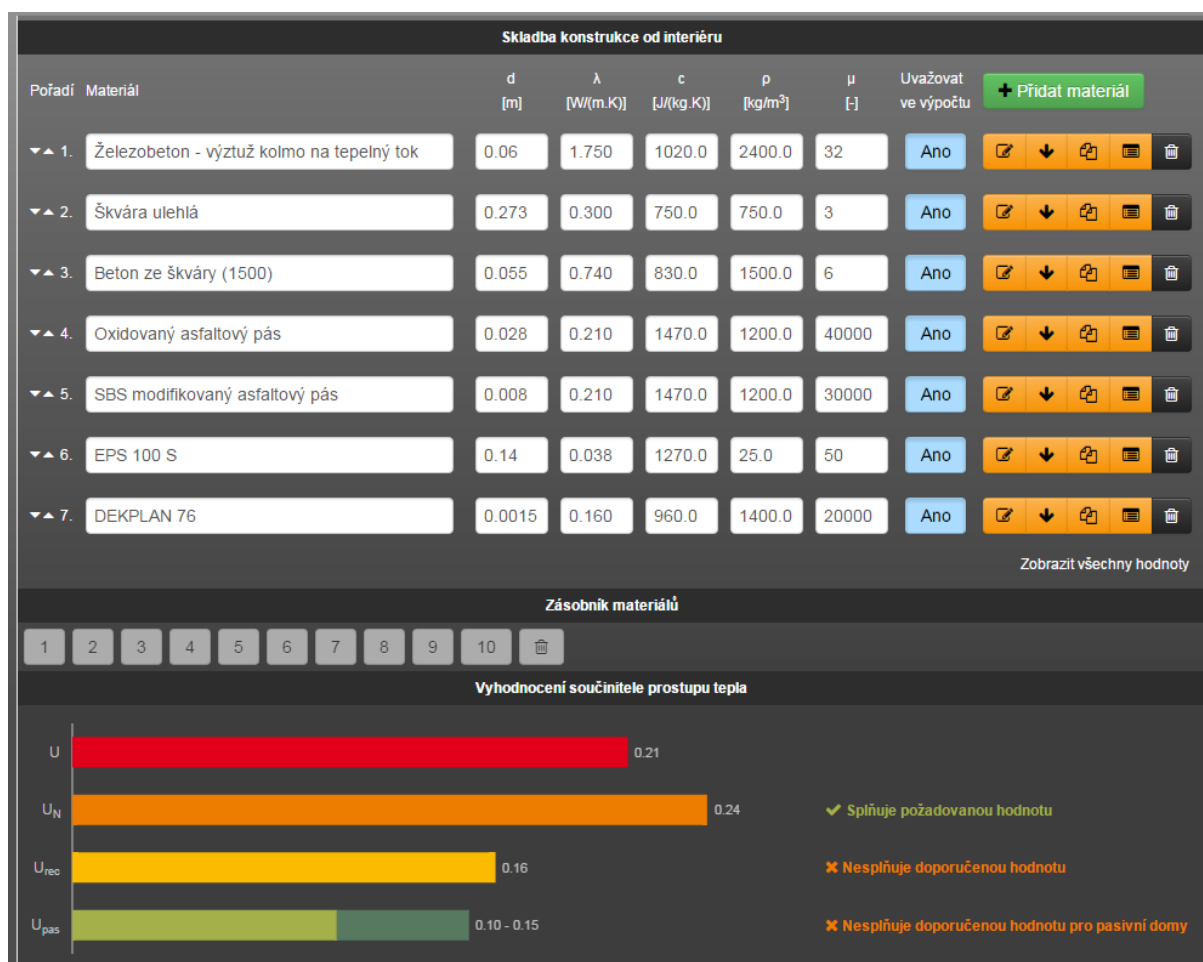 Skladba konstrukce od interiéru
Pořadí Materiál d [m] λ [W/(m.K)] c [J/(kg.K)] ρ [kg/m³] μ [-] Uvažovat ve výpočtu + Přidat materiál
1. Železobeton - výztuž kolmo na tepelný tok 0.06 1.750 1020.0 2400.0 32 Ano
2. Škvára ulehlá 0.273 0.300 750.0 750.0 3 Ano
3. Beton ze škváry (1500) 0.055 0.740 830.0 1500.0 6 Ano
4. Oxidovaný asfaltový pás 0.028 0.210 1470.0 1200.0 40000 Ano
5. SBS modifikovaný asfaltový pás 0.008 0.210 1470.0 1200.0 30000 Ano
6. EPS 100 S 0.14 0.038 1270.0 25.0 50 Ano
7. DEKPLAN 76 0.0015 0.160 960.0 1400.0 20000 Ano
Zobrazit všechny hodnoty
Zásobník materiálů
1 2 3 4 5 6 7 8 9 10
Vyhodnocení součinitele prostupu tepla
U 0.21
U_N 0.24 Splňuje požadovanou hodnotu
U_rec 0.16 Nesplňuje doporučenou hodnotu
U_pas 0.10 - 0.15 Nesplňuje doporučenou hodnotu pro pasivní domy